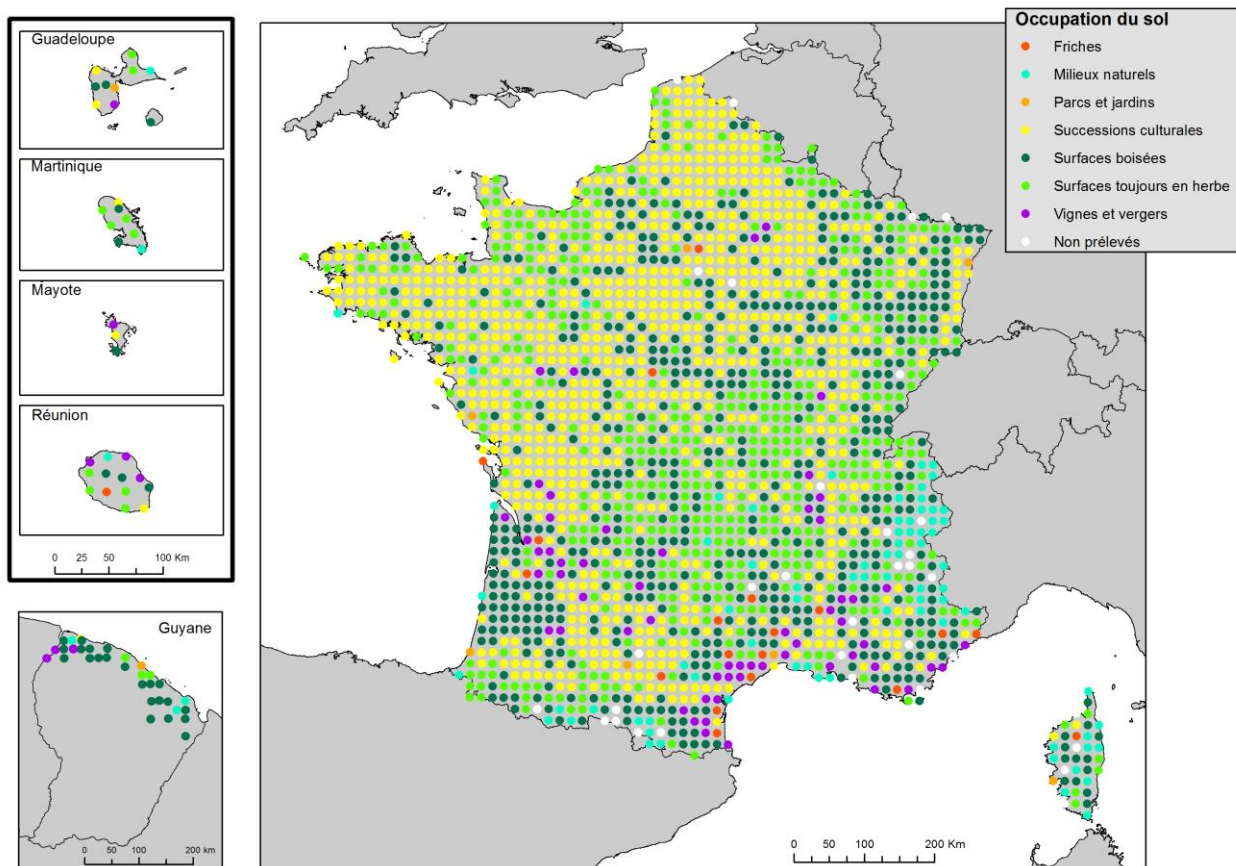 Guadeloupe
Martinique
Mayote
Réunion
0 25 50 100 Km
Guyane
0 50 100 200 km
Occupation du sol
Friches
Milieux naturels
Parcs et jardins
Successions culturales
Surfaces boisées
Surfaces toujours en herbe
Vignes et vergers
Non prélevés
0 50 100 200 Km